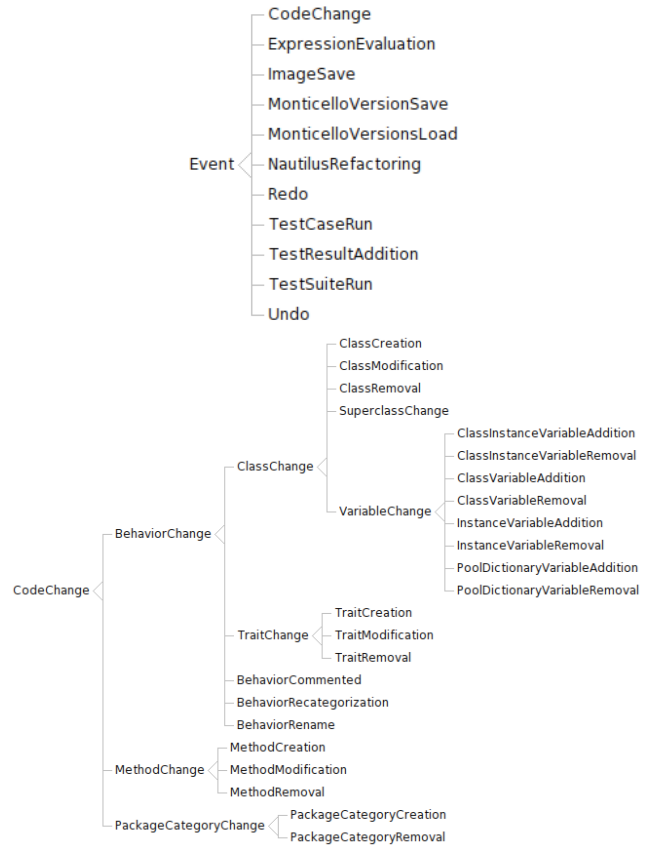 CodeChange
ExpressionEvaluation
ImageSave
MonticelloVersionSave
MonticelloVersionsLoad
Event
NautilusRefactoring
Redo
TestCaseRun
TestResultAddition
TestSuiteRun
Undo
ClassCreation
ClassModification
ClassRemoval
SuperclassChange
ClassInstanceVariableAddition
ClassInstanceVariableRemoval
ClassChange
ClassVariableAddition
ClassVariableRemoval
VariableChange
InstanceVariableAddition
BehaviorChange
InstanceVariableRemoval
PoolDictionaryVariableAddition
CodeChange
PoolDictionaryVariableRemoval
TraitCreation
TraitChange
TraitModification
TraitRemoval
BehaviorCommented
BehaviorRecategorization
BehaviorRename
MethodCreation
MethodChange
MethodModification
MethodRemoval
PackageCategoryCreation
PackageCategoryChange
PackageCategoryRemoval